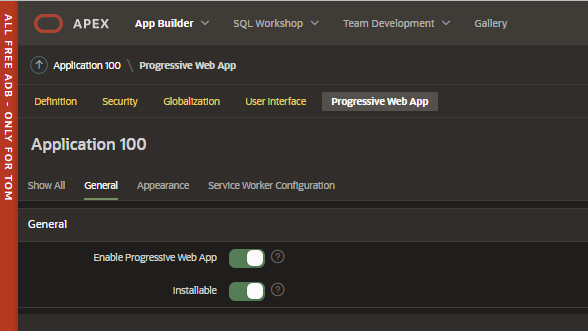 ALL FREE ADB - ONLY FOR TOM
APEX App Builder SQL Workshop Team Development Gallery
Application 100 \ Progressive Web App
Definition Security Globalization User Interface Progressive Web App
Application 100
Show All General Appearance Service Worker Configuration
General
Enable Progressive Web App ?
Installable ?